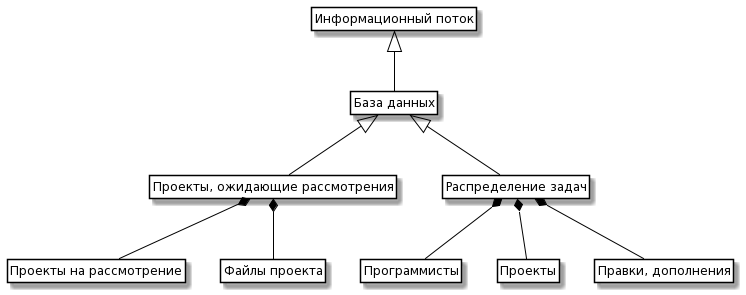 Информационный поток
База данных
Проекты, ожидающие рассмотрения
Распределение задач
Проекты на рассмотрение
Файлы проекта
Программисты
Проекты
Правки, дополнения